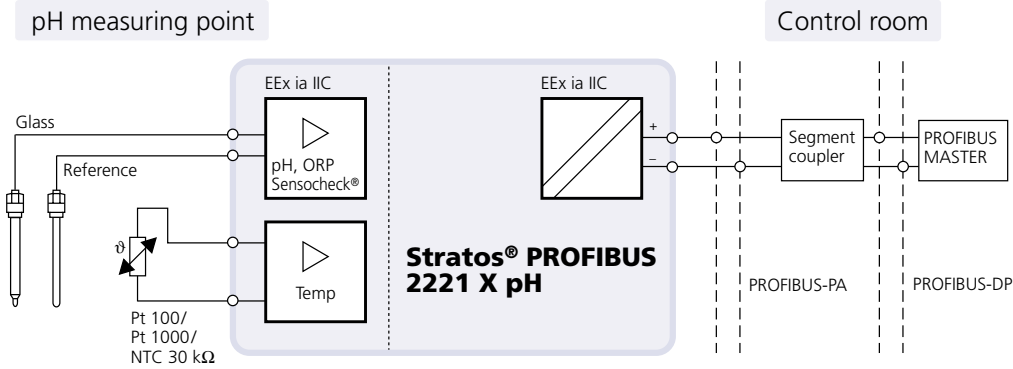 pH measuring point
Control room
EEx ia IIC
EEx ia IIC
Glass
Reference
pH, ORP
Sensocheck®
+
–
Segment
coupler
PROFIBUS
MASTER
ϑ
Temp
Stratos® PROFIBUS
2221 X pH
PROFIBUS-PA
PROFIBUS-DP
Pt 100/
Pt 1000/
NTC 30 kΩ